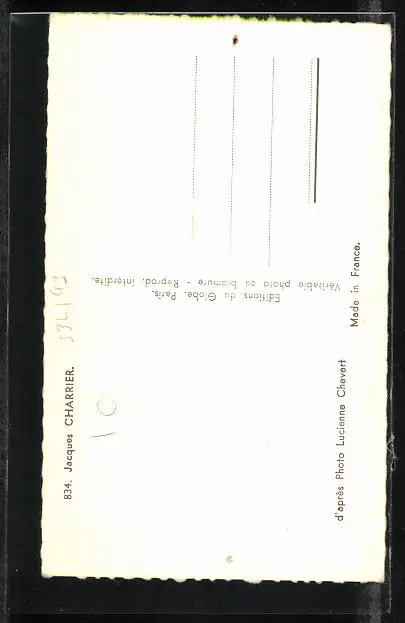 834. Jacques CHARRIER.
Editions du Globe. Paris.
Véritable photo au bromure - Reprod. interdite.
d'après Photo Lucienne Chevert
Made in France.